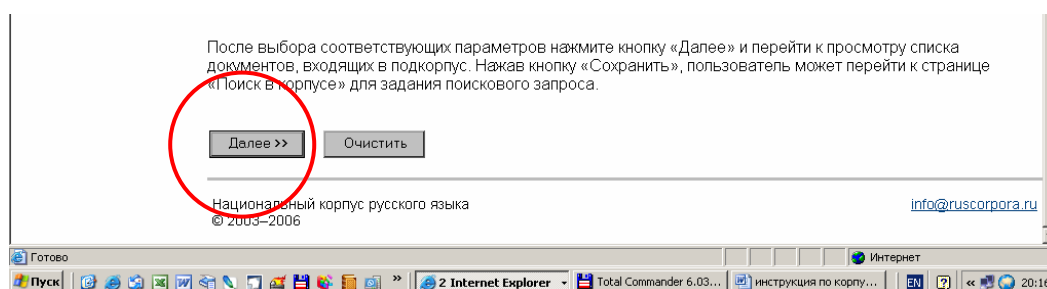 После выбора соответствующих параметров нажмите кнопку «Далее» и перейти к просмотру списка
документов, входящих в подкорпус. Нажав кнопку «Сохранить», пользователь может перейти к странице
«Поиск в корпусе» для задания поискового запроса.
Далее >> Очистить
Национальный корпус русского языка info@ruscorpora.ru
© 2003–2006
Готово Интернет
Пуск » 2 Internet Explorer Total Commander 6.03... инструкция по корпу... EN ? « 20:16